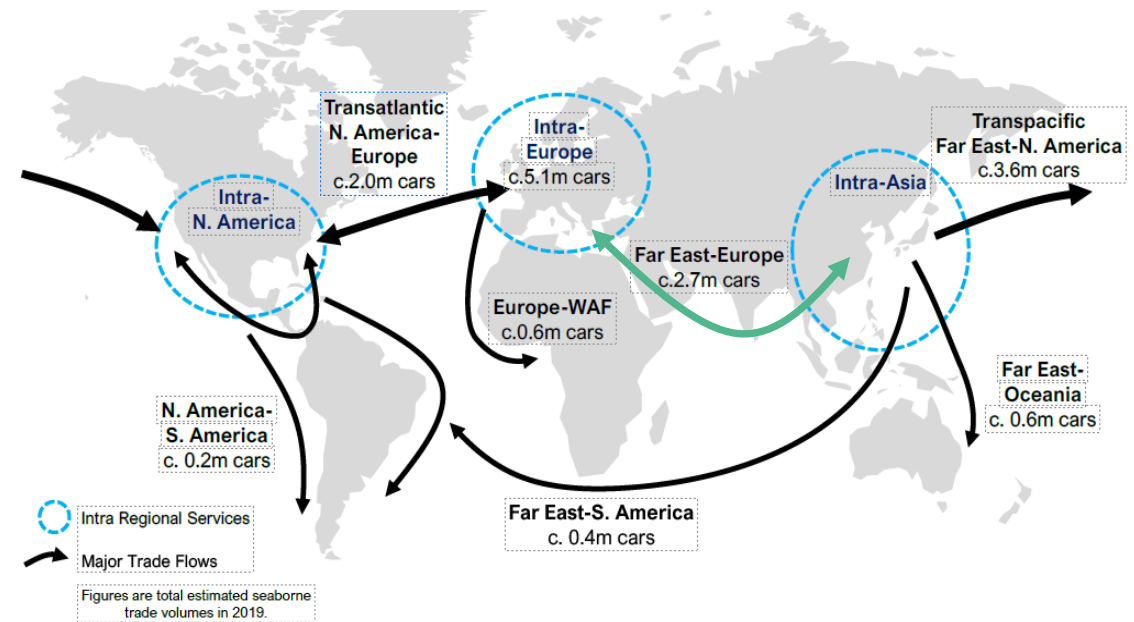 Transatlantic
N. America-
Europe
c.2.0m cars
Intra-
Europe
c.5.1m cars
Transpacific
Far East-N. America
c.3.6m cars
Intra-
N. America
Intra-Asia
Far East-Europe
c.2.7m cars
Europe-WAF
c.0.6m cars
Far East-
Oceania
c. 0.6m cars
N. America-
S. America
c. 0.2m cars
Far East-S. America
c. 0.4m cars
Intra Regional Services
Major Trade Flows
Figures are total estimated seaborne
trade volumes in 2019.